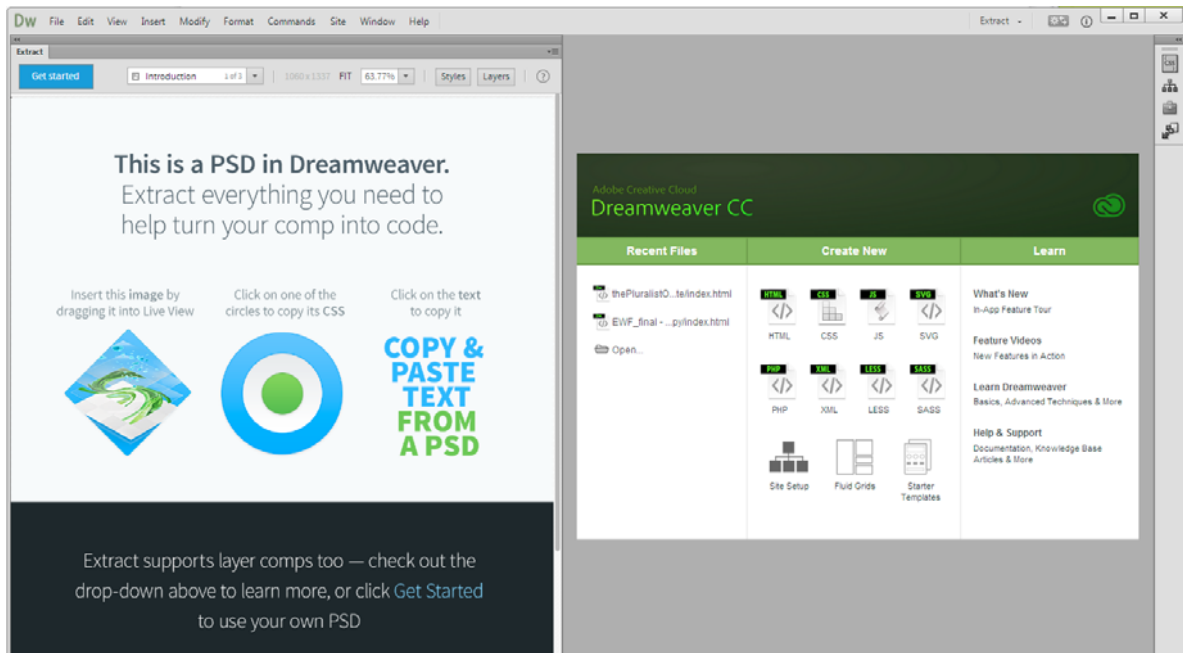 Dw File Edit View Insert Modify Format Commands Site Window Help Extract
Extract
Get started Introduction 1 of 3 1060 x 1337 FIT 63.77% Styles Layers ?
This is a PSD in Dreamweaver.
Extract everything you need to
help turn your comp into code.
Insert this image by
dragging it into Live View
Click on one of the
circles to copy its CSS
Click on the text
to copy it
COPY &
PASTE
TEXT
FROM
A PSD
Extract supports layer comps too — check out the
drop-down above to learn more, or click Get Started
to use your own PSD
Adobe Creative Cloud
Dreamweaver CC
Recent Files Create New Learn
thePluralistO...te/index.html
EWF_final - ...py/index.html
Open...
HTML CSS JS SVG
HTML CSS JS SVG
PHP XML LESS SASS
PHP XML LESS SASS
Site Setup Fluid Grids Starter
Templates
What's New
In-App Feature Tour
Feature Videos
New Features in Action
Learn Dreamweaver
Basics, Advanced Techniques & More
Help & Support
Documentation, Knowledge Base
Articles & More
CSS